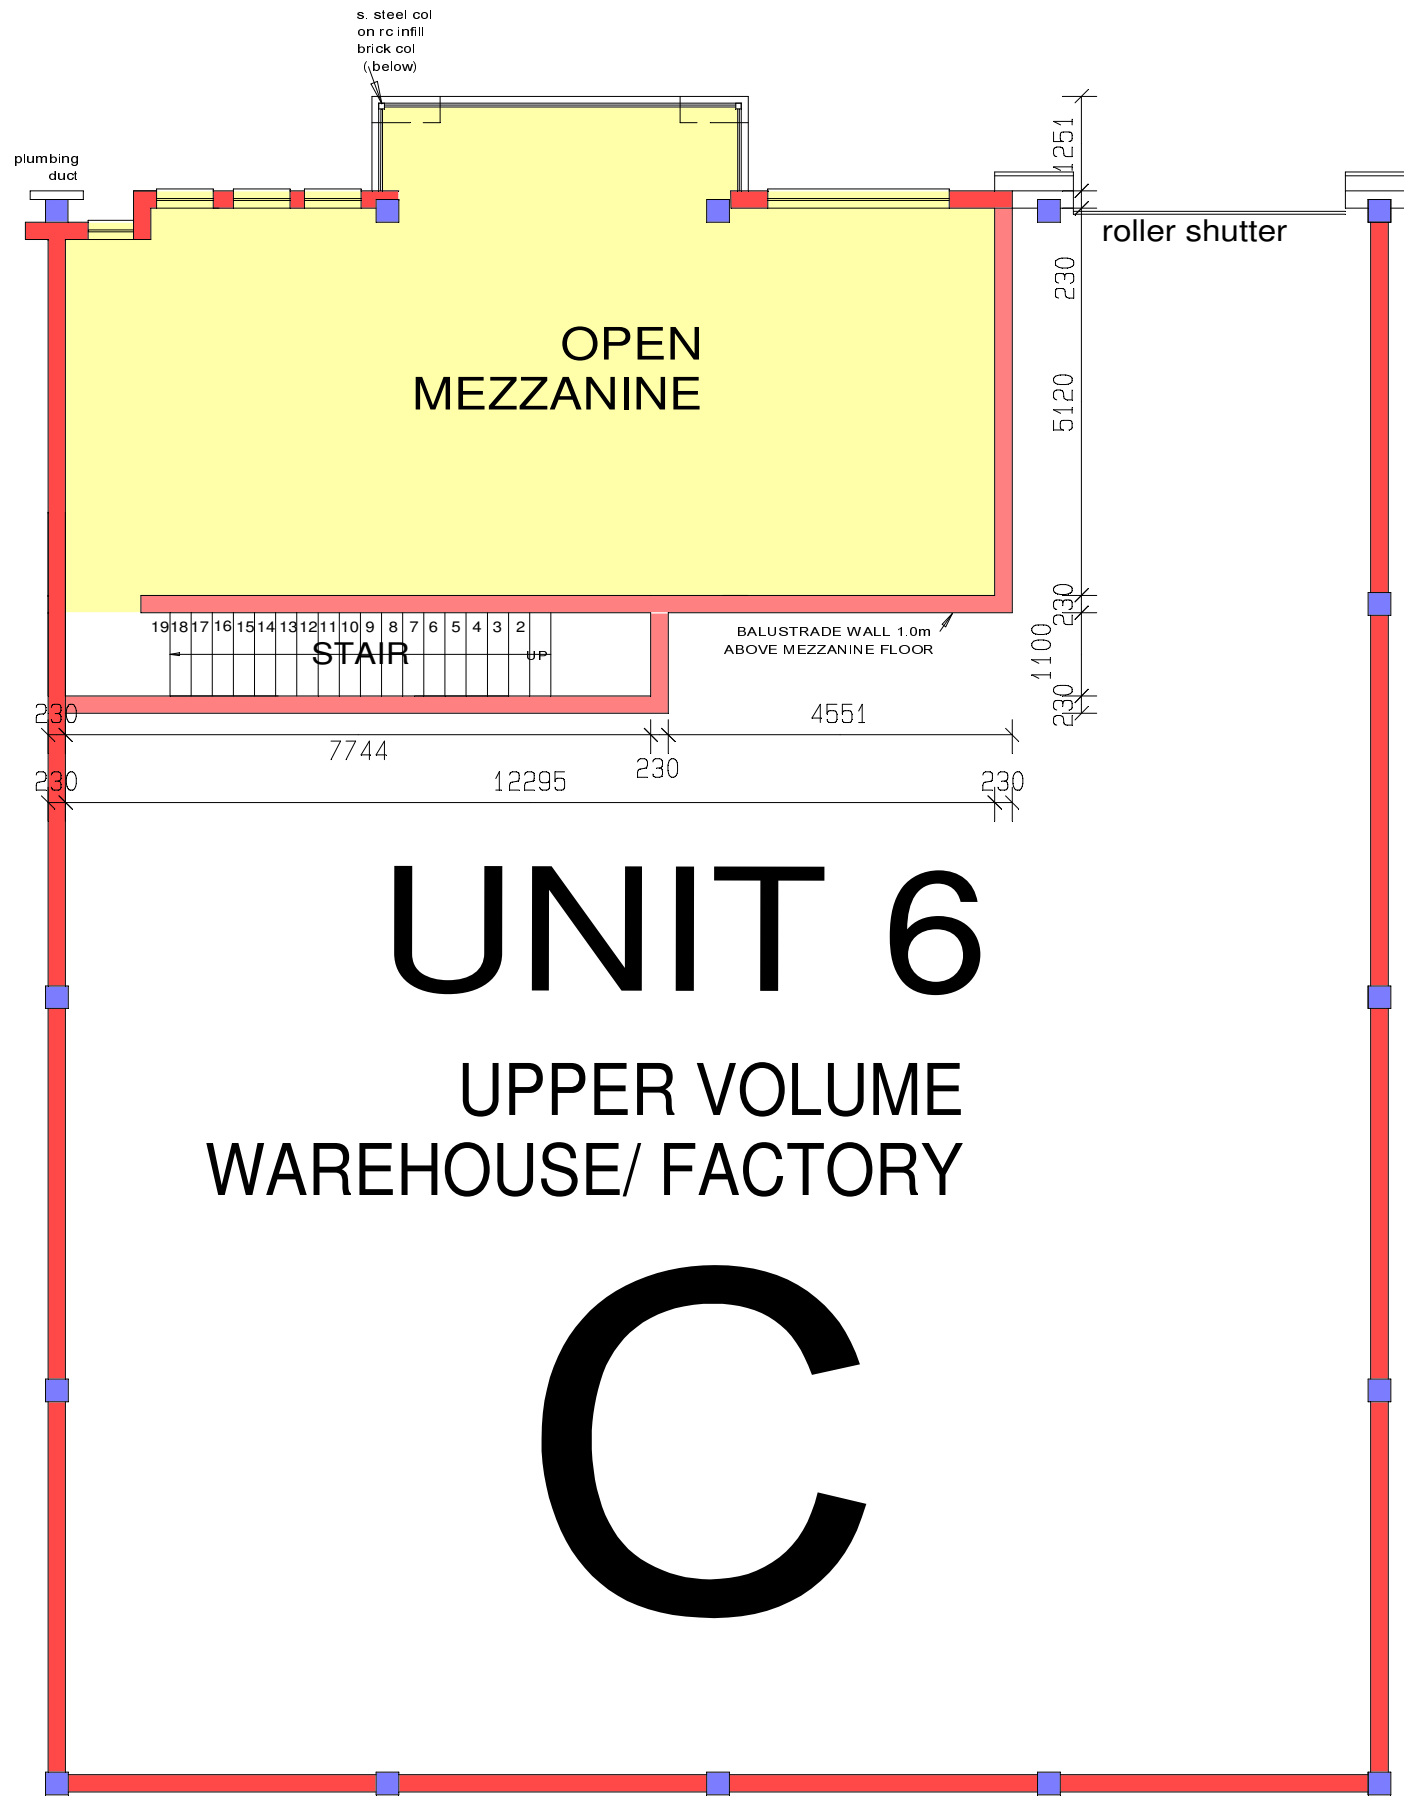 s. steel col
on rc infill
brick col
( below)
plumbing
duct
1251
roller shutter
230
OPEN
MEZZANINE
5120
230
19 18 17 16 15 14 13 12 11 10 9 8 7 6 5 4 3 2
STAIR
UP
BALUSTRADE WALL 1.0m
ABOVE MEZZANINE FLOOR
1100
230
230
7744
230
4551
230
12295
230
UNIT 6
UPPER VOLUME
WAREHOUSE/ FACTORY
C